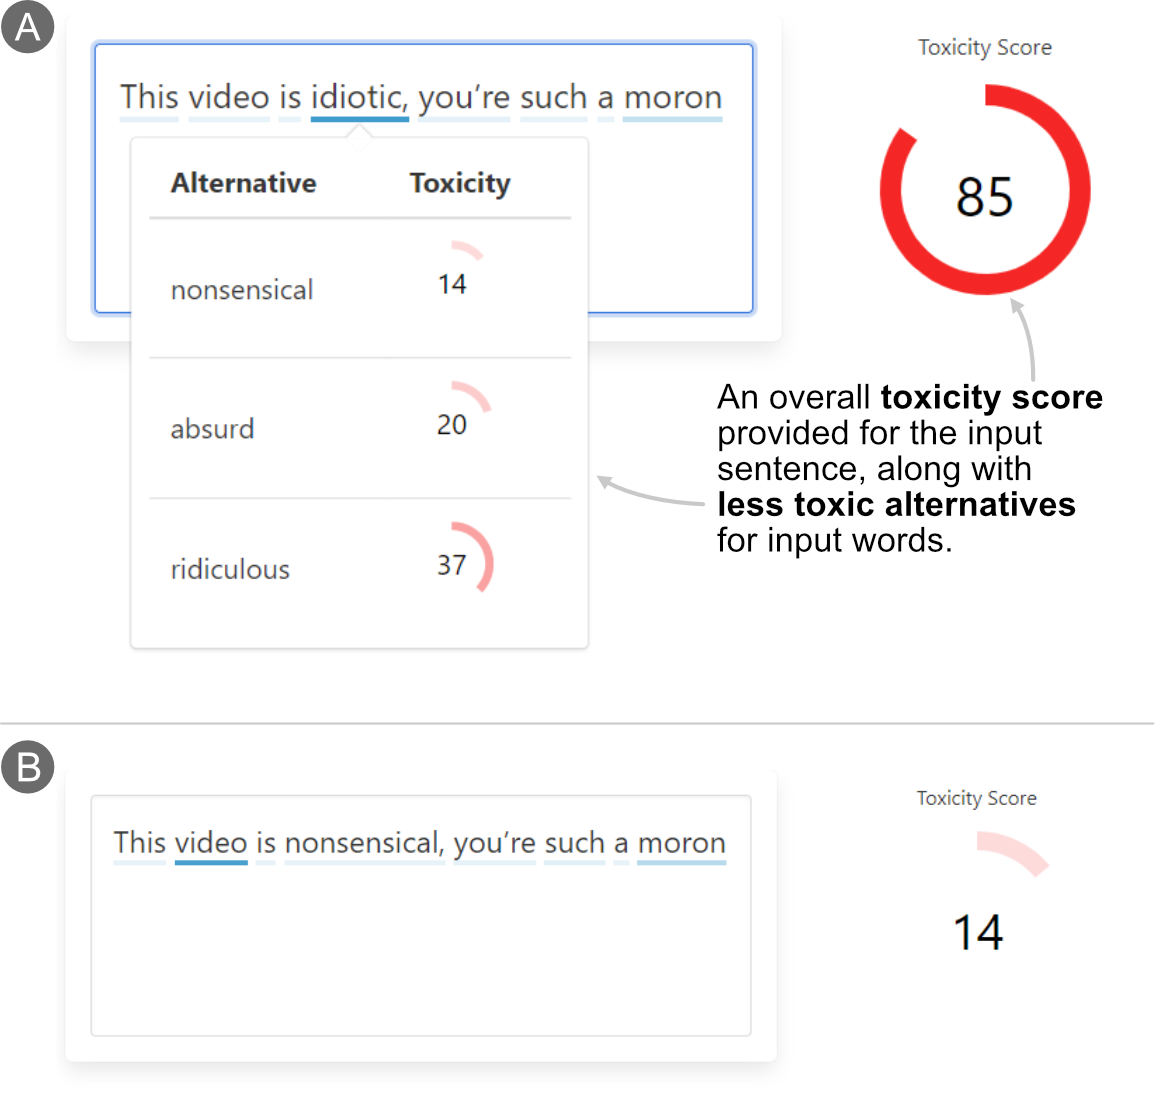 A
This video is idiotic, you’re such a moron
Alternative Toxicity
nonsensical 14
absurd 20
ridiculous 37
Toxicity Score
85
An overall toxicity score
provided for the input
sentence, along with
less toxic alternatives
for input words.
B
This video is nonsensical, you’re such a moron
Toxicity Score
14